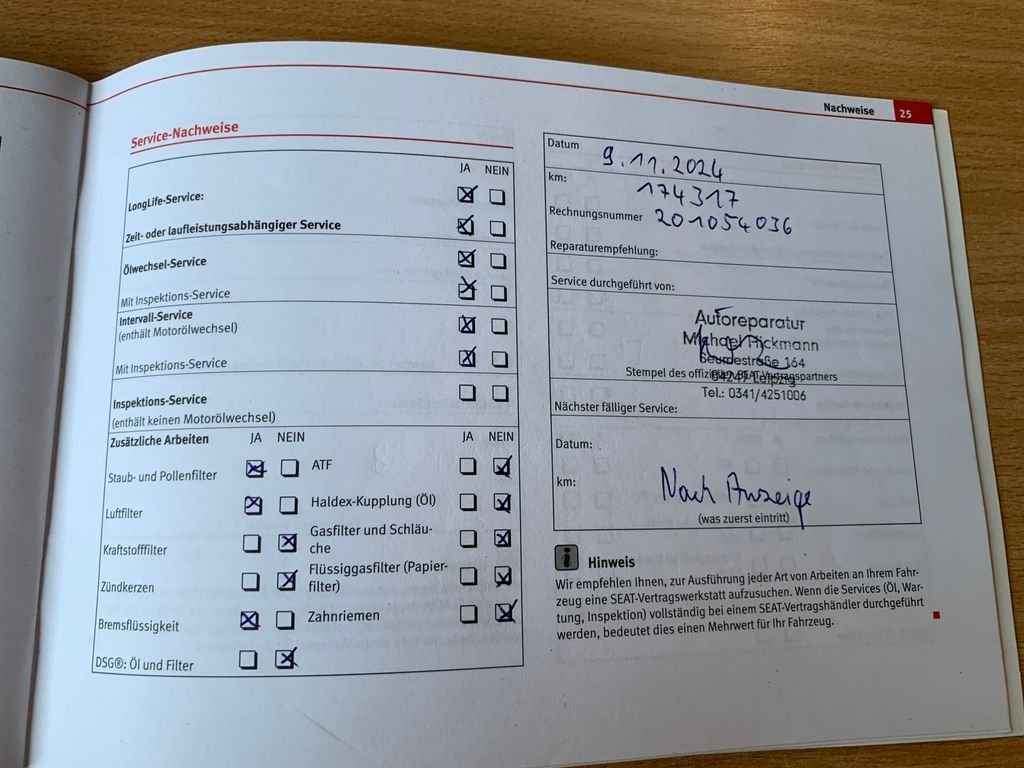 Nachweise 25
Service-Nachweise
JA NEIN
LongLife-Service:
Zeit- oder laufleistungsabhängiger Service
Ölwechsel-Service
Mit Inspektions-Service
Intervall-Service
(enthält Motorölwechsel)
Mit Inspektions-Service
Inspektions-Service
(enthält keinen Motorölwechsel)
Zusätzliche Arbeiten JA NEIN JA NEIN
Staub- und Pollenfilter ATF
Luftfilter Haldex-Kupplung (Öl)
Kraftstofffilter Gasfilter und Schläu-
che
Zündkerzen Flüssiggasfilter (Papier-
filter)
Bremsflüssigkeit Zahnriemen
DSG®: Öl und Filter
Datum 9.11.2024
km: 174317
Rechnungsnummer 201054036
Reparaturempfehlung:
Service durchgeführt von:
Autoreparatur
Michael Pickmann
Seumestraße 164
Stempel des offiziellen SEAT-Vertragspartners
04249 Leipzig
Tel.: 0341/4251006
Nächster fälliger Service:
Datum:
km: Nach Anzeige
(was zuerst eintritt)
i Hinweis
Wir empfehlen Ihnen, zur Ausführung jeder Art von Arbeiten an Ihrem Fahr-
zeug eine SEAT-Vertragswerkstatt aufzusuchen. Wenn die Services (Öl, War-
tung, Inspektion) vollständig bei einem SEAT-Vertragshändler durchgeführt
werden, bedeutet dies einen Mehrwert für Ihr Fahrzeug.